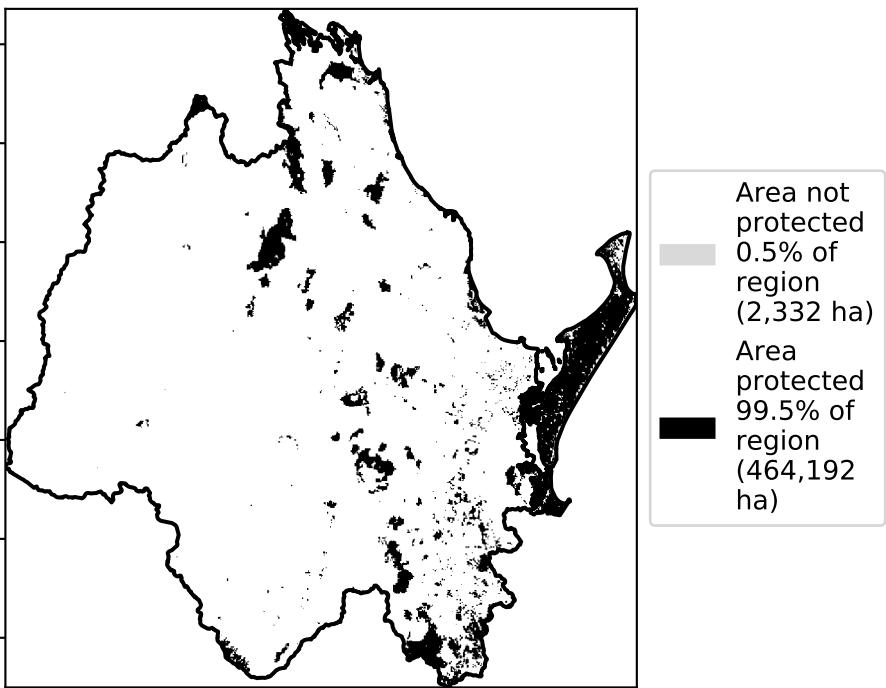 Area not
protected
0.5% of
region
(2,332 ha)
Area
protected
99.5% of
region
(464,192
ha)